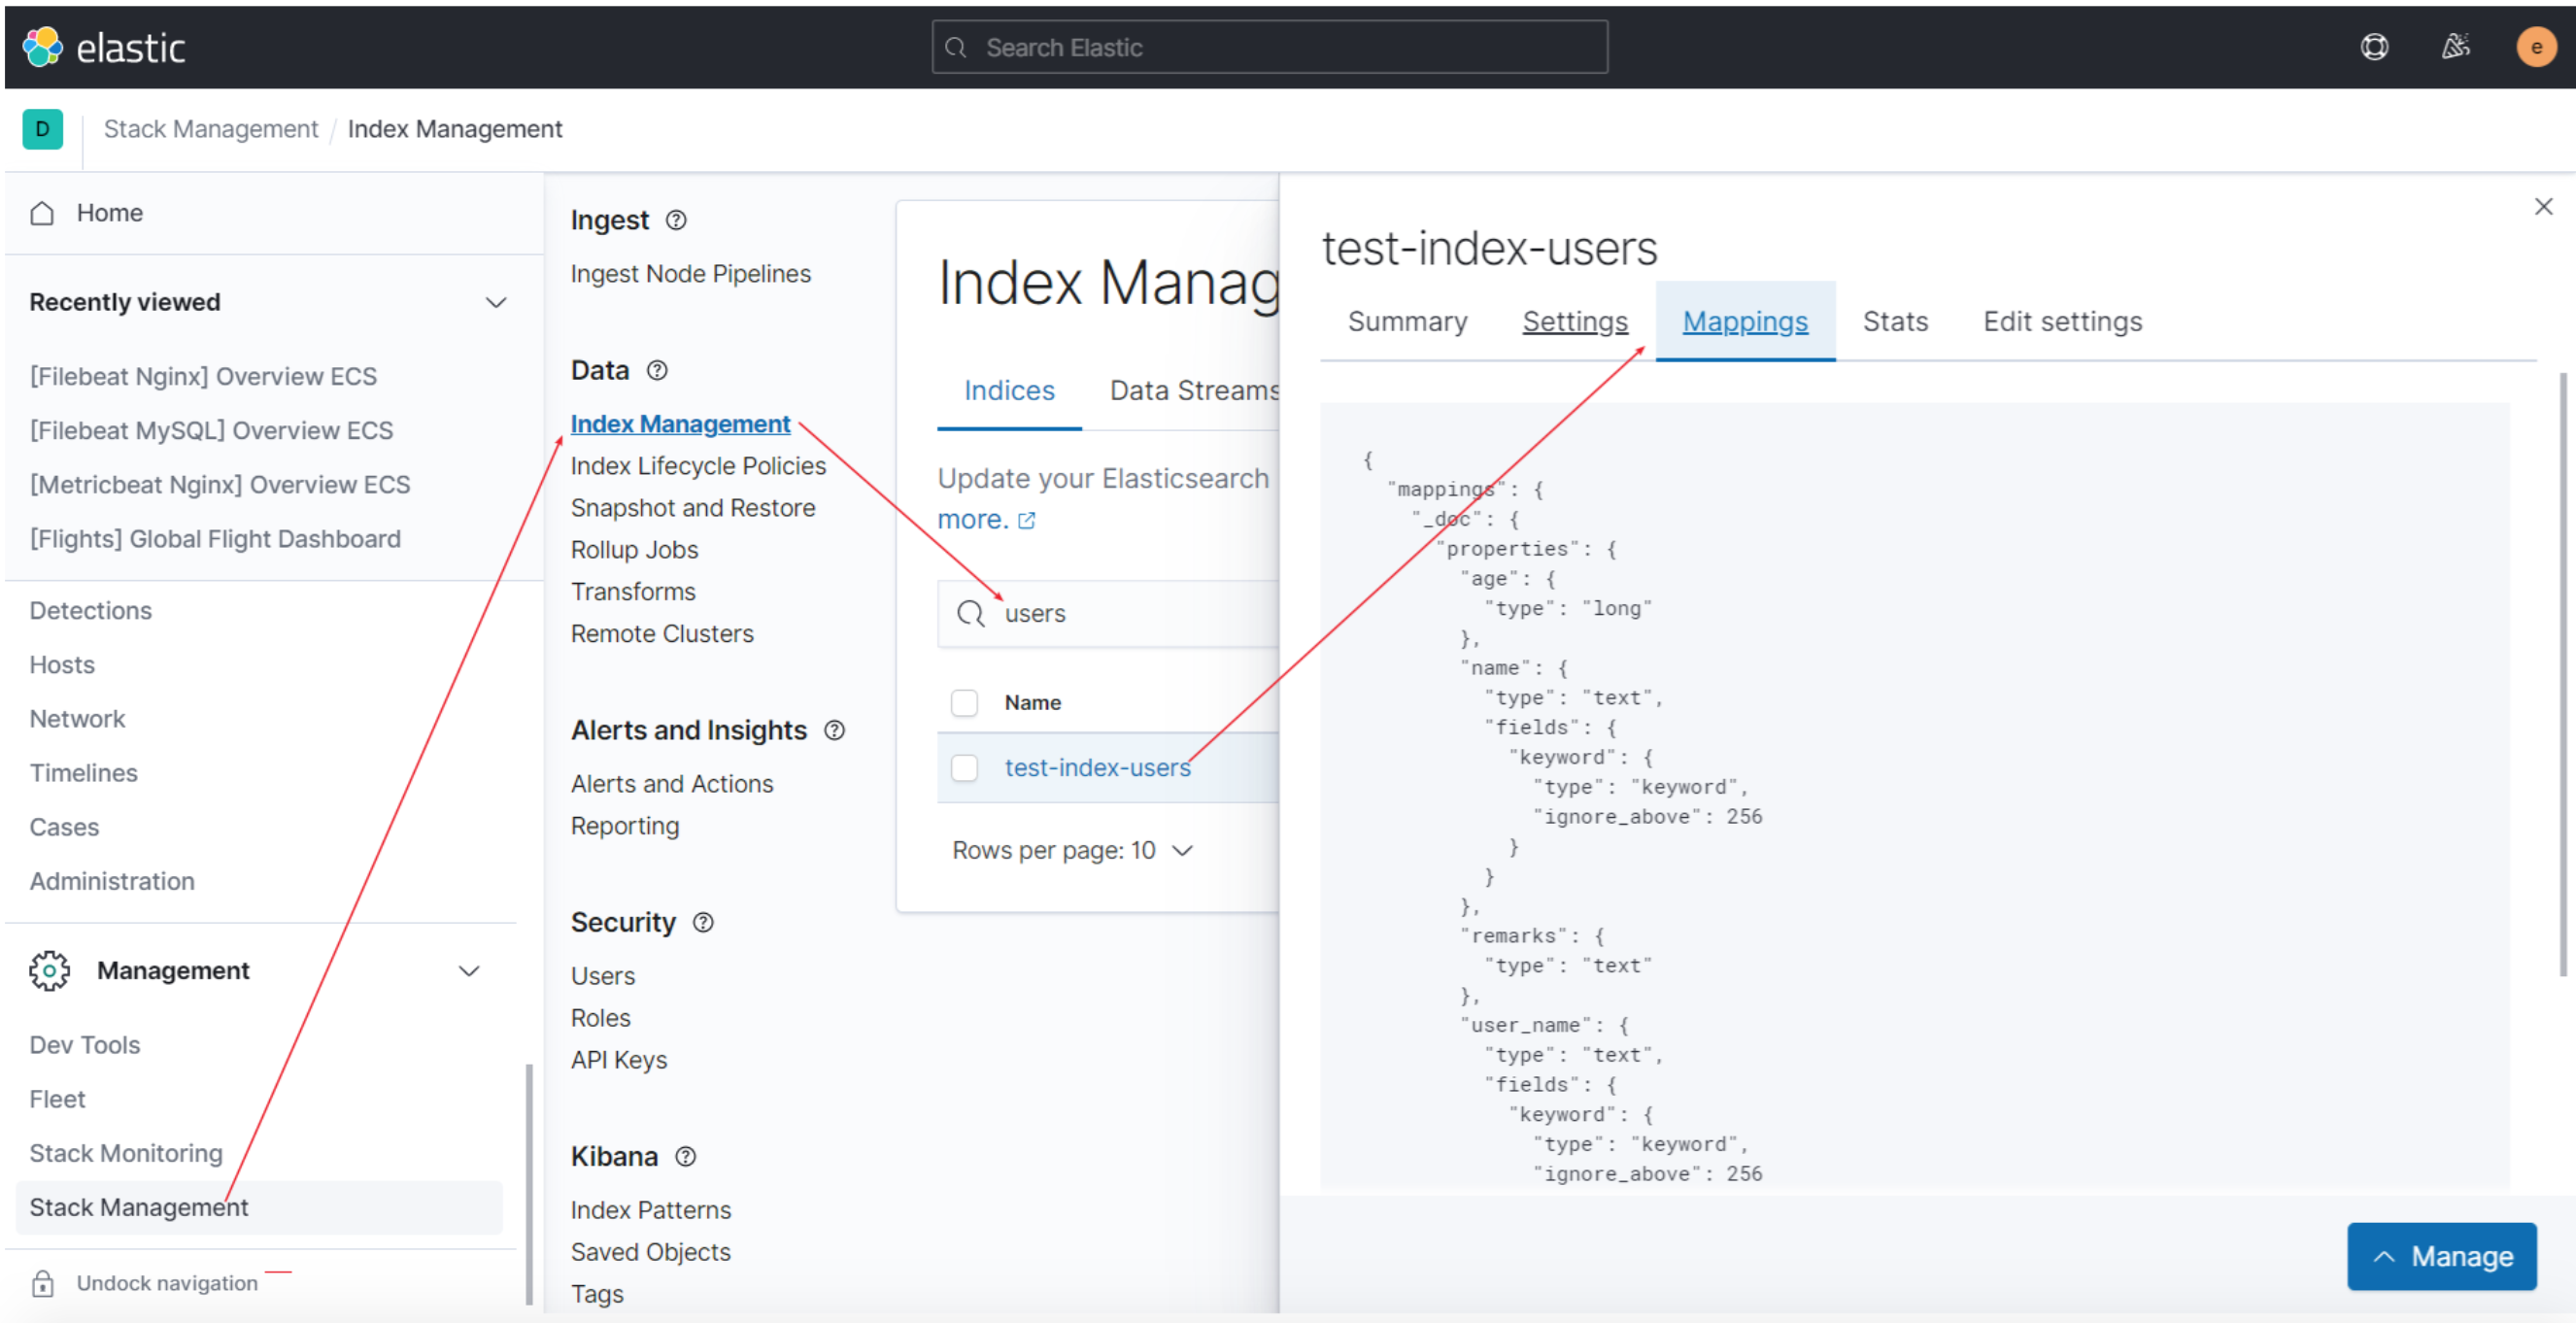 elastic
Search Elastic
e
D
Stack Management / Index Management
Home
Recently viewed
[Filebeat Nginx] Overview ECS
[Filebeat MySQL] Overview ECS
[Metricbeat Nginx] Overview ECS
[Flights] Global Flight Dashboard
Detections
Hosts
Network
Timelines
Cases
Administration
Management
Dev Tools
Fleet
Stack Monitoring
Stack Management
Undock navigation
Ingest
Ingest Node Pipelines
Data
Index Management
Index Lifecycle Policies
Snapshot and Restore
Rollup Jobs
Transforms
Remote Clusters
Alerts and Insights
Alerts and Actions
Reporting
Security
Users
Roles
API Keys
Kibana
Index Patterns
Saved Objects
Tags
Index Manag
Indices Data Streams
Update your Elasticsearch
more.
users
Name
test-index-users
Rows per page: 10
test-index-users
Summary Settings Mappings Stats Edit settings
{
"mappings": {
"_doc": {
"properties": {
"age": {
"type": "long"
},
"name": {
"type": "text",
"fields": {
"keyword": {
"type": "keyword",
"ignore_above": 256
}
}
},
"remarks": {
"type": "text"
},
"user_name": {
"type": "text",
"fields": {
"keyword": {
"type": "keyword",
"ignore_above": 256
Manage